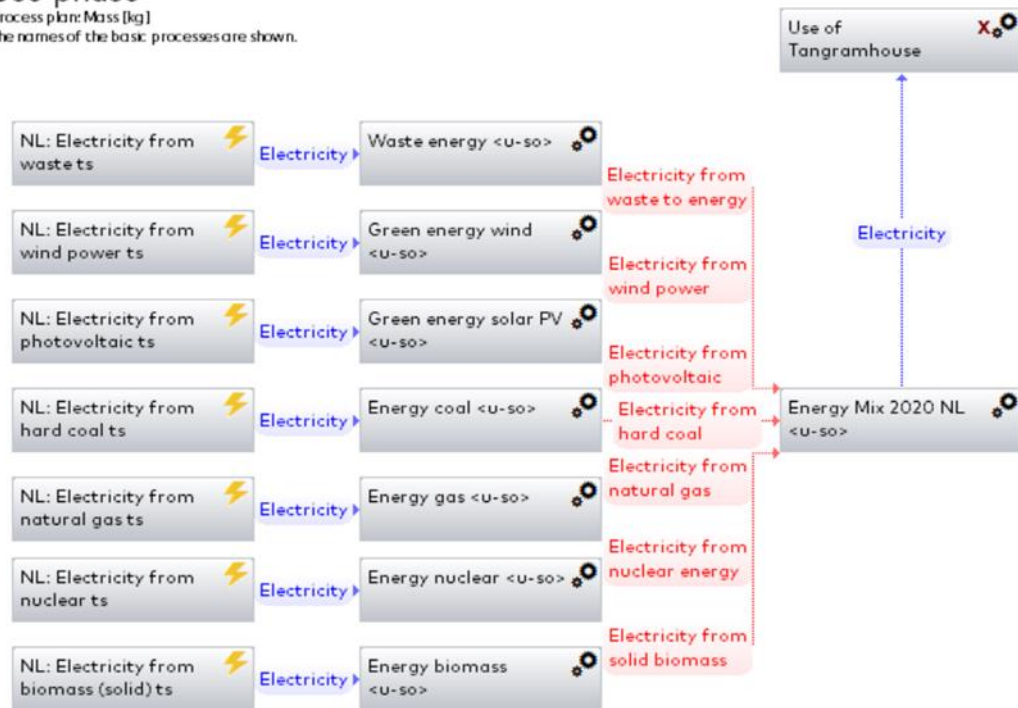 Process plan: Mass [kg]
The names of the basic processes are shown.
Use of
Tangramhouse
X
NL: Electricity from
waste ts
Electricity
Waste energy <u-so>
Electricity from
waste to energy
NL: Electricity from
wind power ts
Electricity
Green energy wind
<u-so>
Electricity from
wind power
Electricity
NL: Electricity from
photovoltaic ts
Electricity
Green energy solar PV
<u-so>
Electricity from
photovoltaic
NL: Electricity from
hard coal ts
Electricity
Energy coal <u-so>
Electricity from
hard coal
Energy Mix 2020 NL
<u-so>
NL: Electricity from
natural gas ts
Electricity
Energy gas <u-so>
Electricity from
natural gas
NL: Electricity from
nuclear ts
Electricity
Energy nuclear <u-so>
Electricity from
nuclear energy
NL: Electricity from
biomass (solid) ts
Electricity
Energy biomass
<u-so>
Electricity from
solid biomass